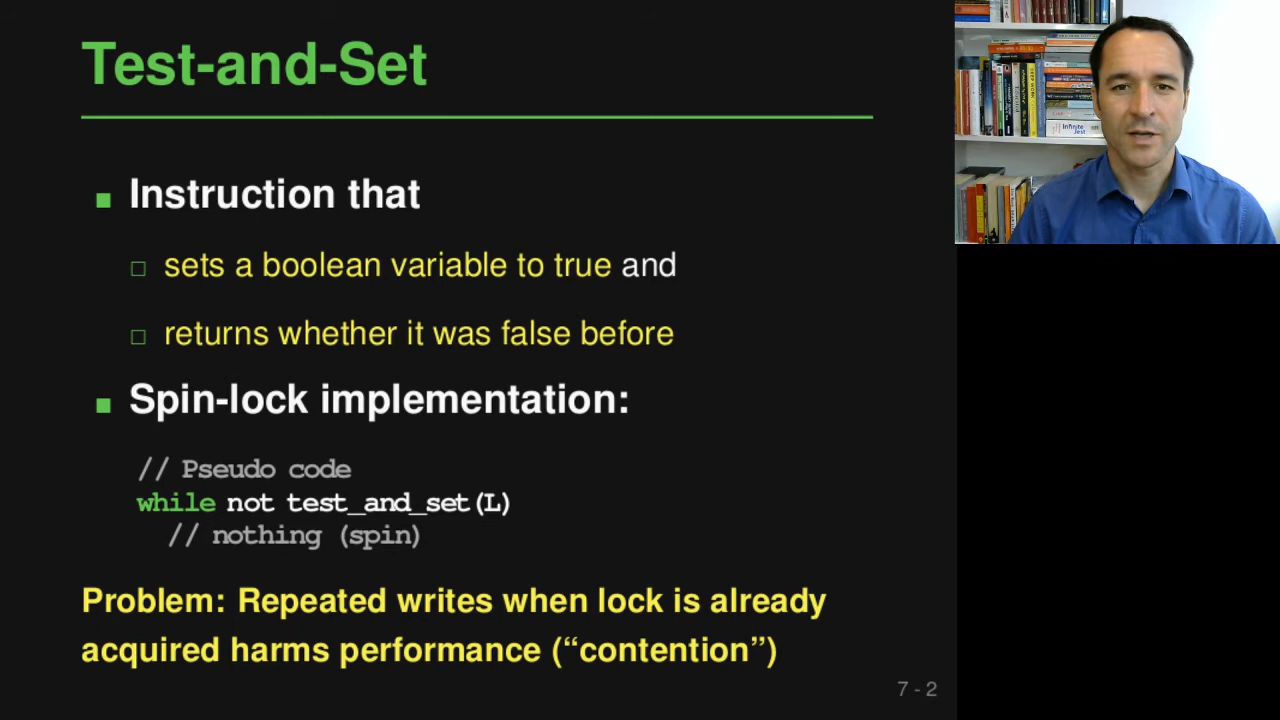 Test-and-Set
Instruction that
sets a boolean variable to true and
returns whether it was false before
Spin-lock implementation:
// Pseudo code
while not test_and_set(L)
// nothing (spin)
Problem: Repeated writes when lock is already
acquired harms performance (“contention”)
7 - 2
Infinite
Jest